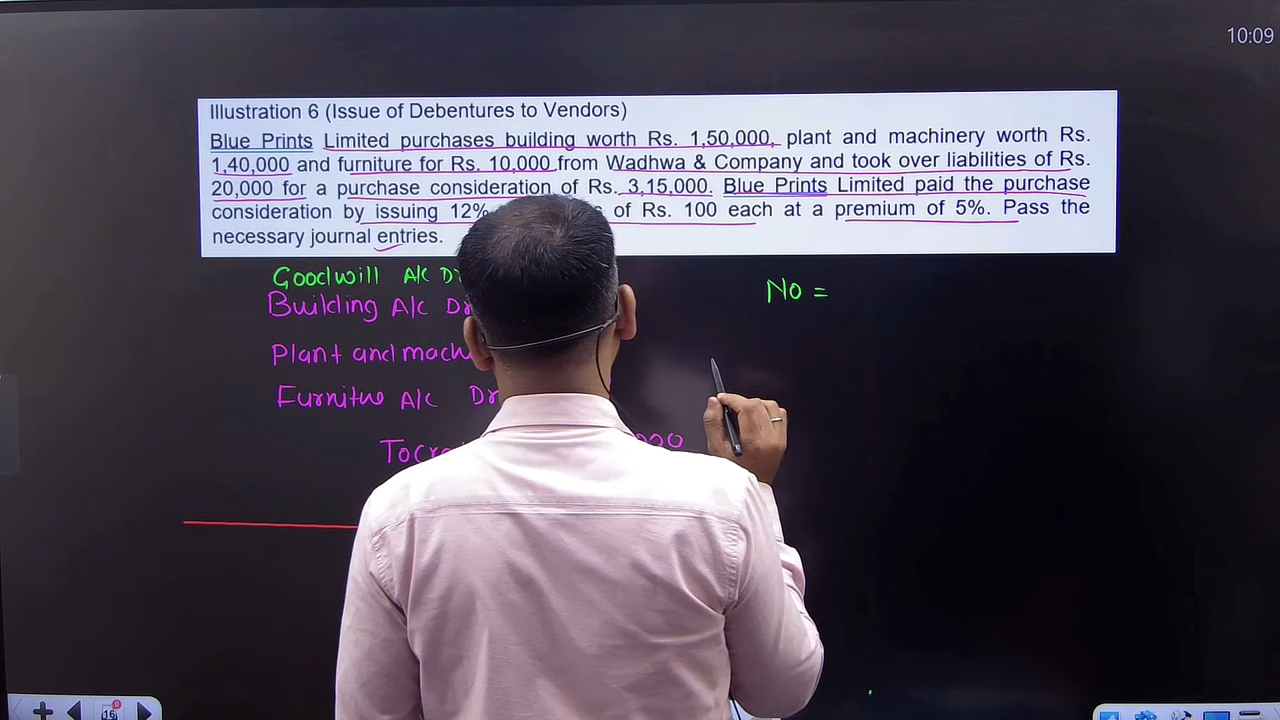 10:09
Illustration 6 (Issue of Debentures to Vendors)
Blue Prints Limited purchases building worth Rs. 1,50,000, plant and machinery worth Rs.
1,40,000 and furniture for Rs. 10,000 from Wadhwa & Company and took over liabilities of Rs.
20,000 for a purchase consideration of Rs. 3,15,000. Blue Prints Limited paid the purchase
consideration by issuing 12% of Rs. 100 each at a premium of 5%. Pass the
necessary journal entries.
Goodwill A/c
No =
Building A/c Dr
Plant and mach
Furnitue A/c Dr
To
16